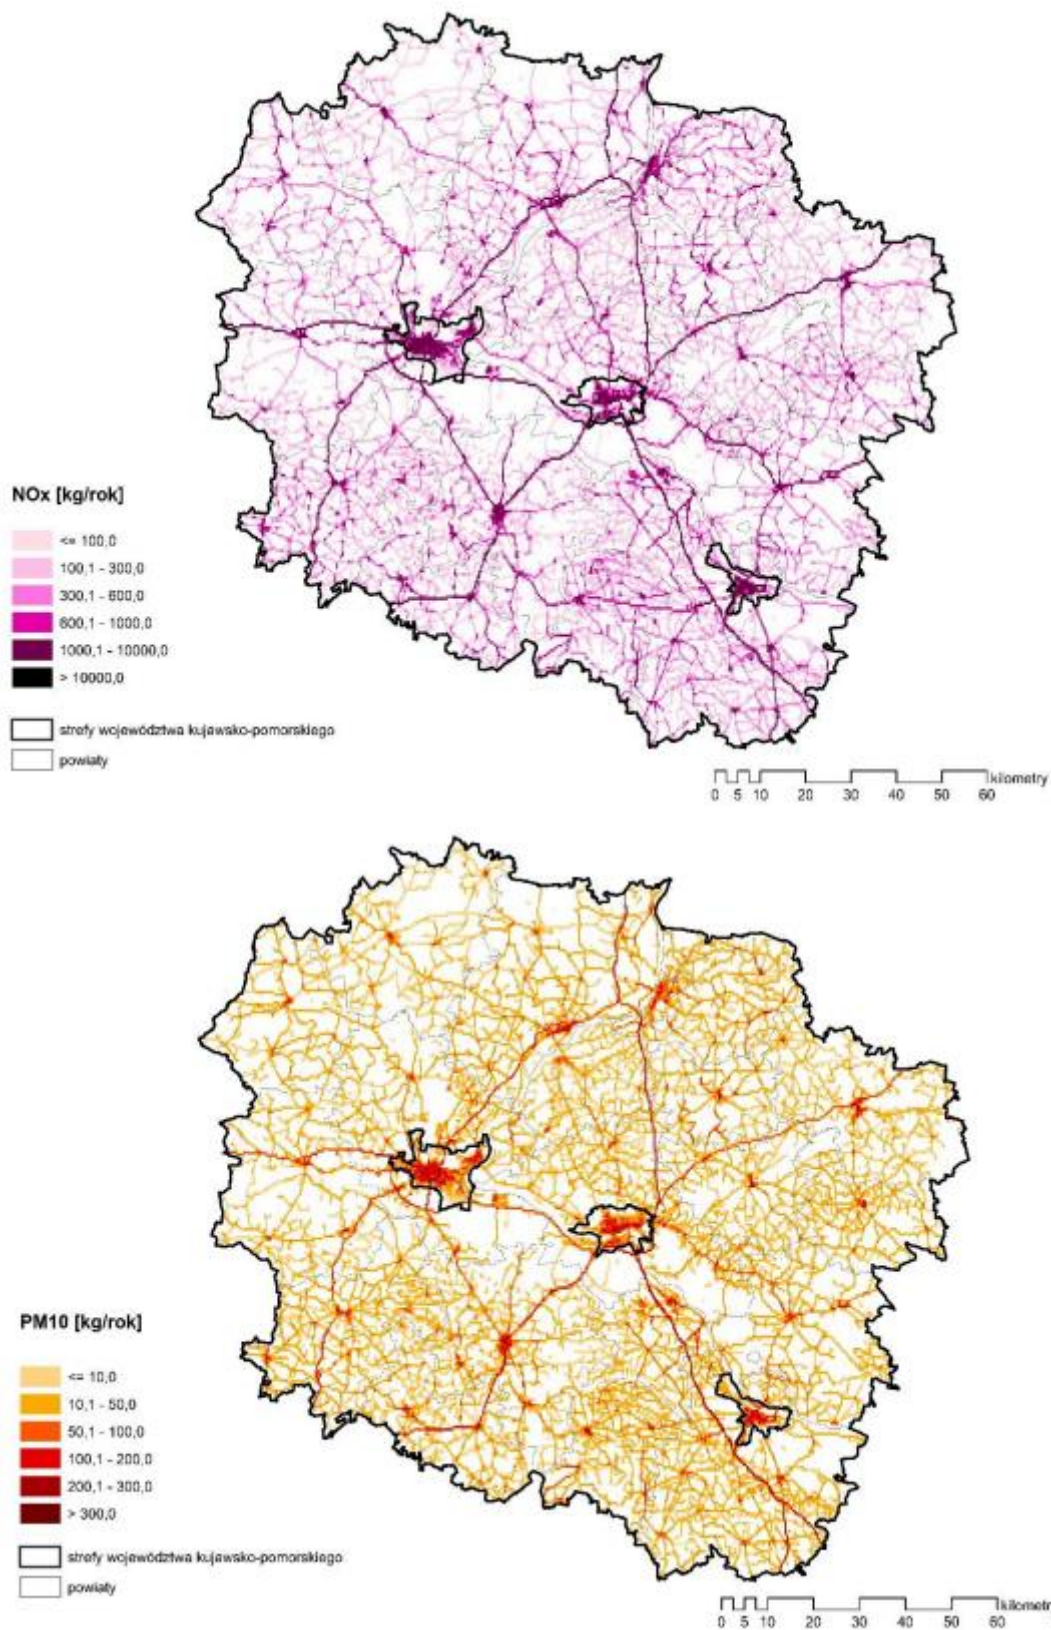 NOx [kg/rok]
<= 100,0
100,1 - 300,0
300,1 - 600,0
600,1 - 1000,0
1000,1 - 10000,0
> 10000,0
strefy województwa kujawsko-pomorskiego
powiaty
kilometry
0 5 10 20 30 40 50 60
PM10 [kg/rok]
<= 10,0
10,1 - 50,0
50,1 - 100,0
100,1 - 200,0
200,1 - 300,0
> 300,0
strefy województwa kujawsko-pomorskiego
powiaty
kilometr
0 5 10 20 30 40 50 60